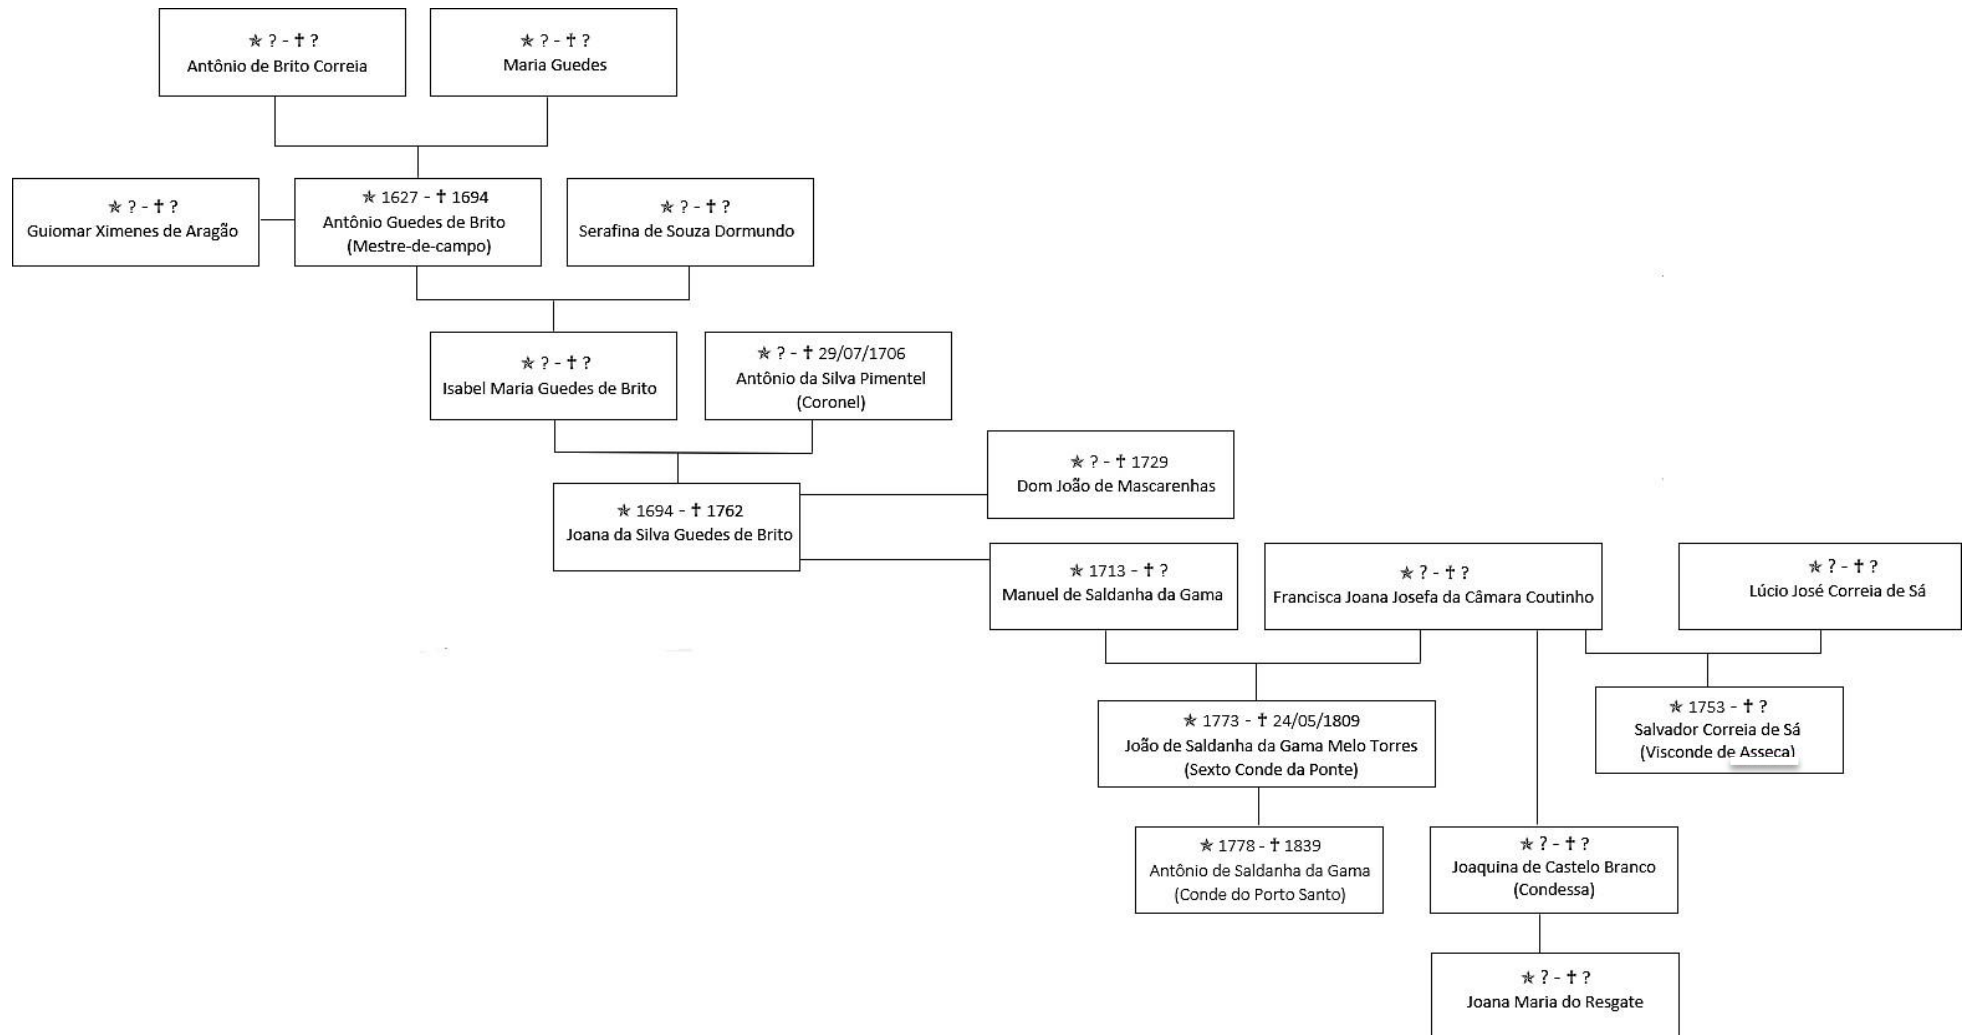 ✯ ? - ✝ ?
Antônio de Brito Correia
✯ ? - ✝ ?
Maria Guedes
✯ ? - ✝ ?
Guiomar Ximenes de Aragão
✯ 1627 - ✝ 1694
Antônio Guedes de Brito
(Mestre-de-campo)
✯ ? - ✝ ?
Serafina de Souza Dormundo
✯ ? - ✝ ?
Isabel Maria Guedes de Brito
✯ ? - ✝ 29/07/1706
Antônio da Silva Pimentel
(Coronel)
✯ ? - ✝ 1729
Dom João de Mascarenhas
✯ 1694 - ✝ 1762
Joana da Silva Guedes de Brito
✯ 1713 - ✝ ?
Manuel de Saldanha da Gama
✯ ? - ✝ ?
Francisca Joana Josefa da Câmara Coutinho
✯ ? - ✝ ?
Lúcio José Correia de Sá
✯ 1773 - ✝ 24/05/1809
João de Saldanha da Gama Melo Torres
(Sexto Conde da Ponte)
✯ 1753 - ✝ ?
Salvador Correia de Sá
(Visconde de Asseca)
✯ 1778 - ✝ 1839
Antônio de Saldanha da Gama
(Conde do Porto Santo)
✯ ? - ✝ ?
Joaquina de Castelo Branco
(Condessa)
✯ ? - ✝ ?
Joana Maria do Resgate